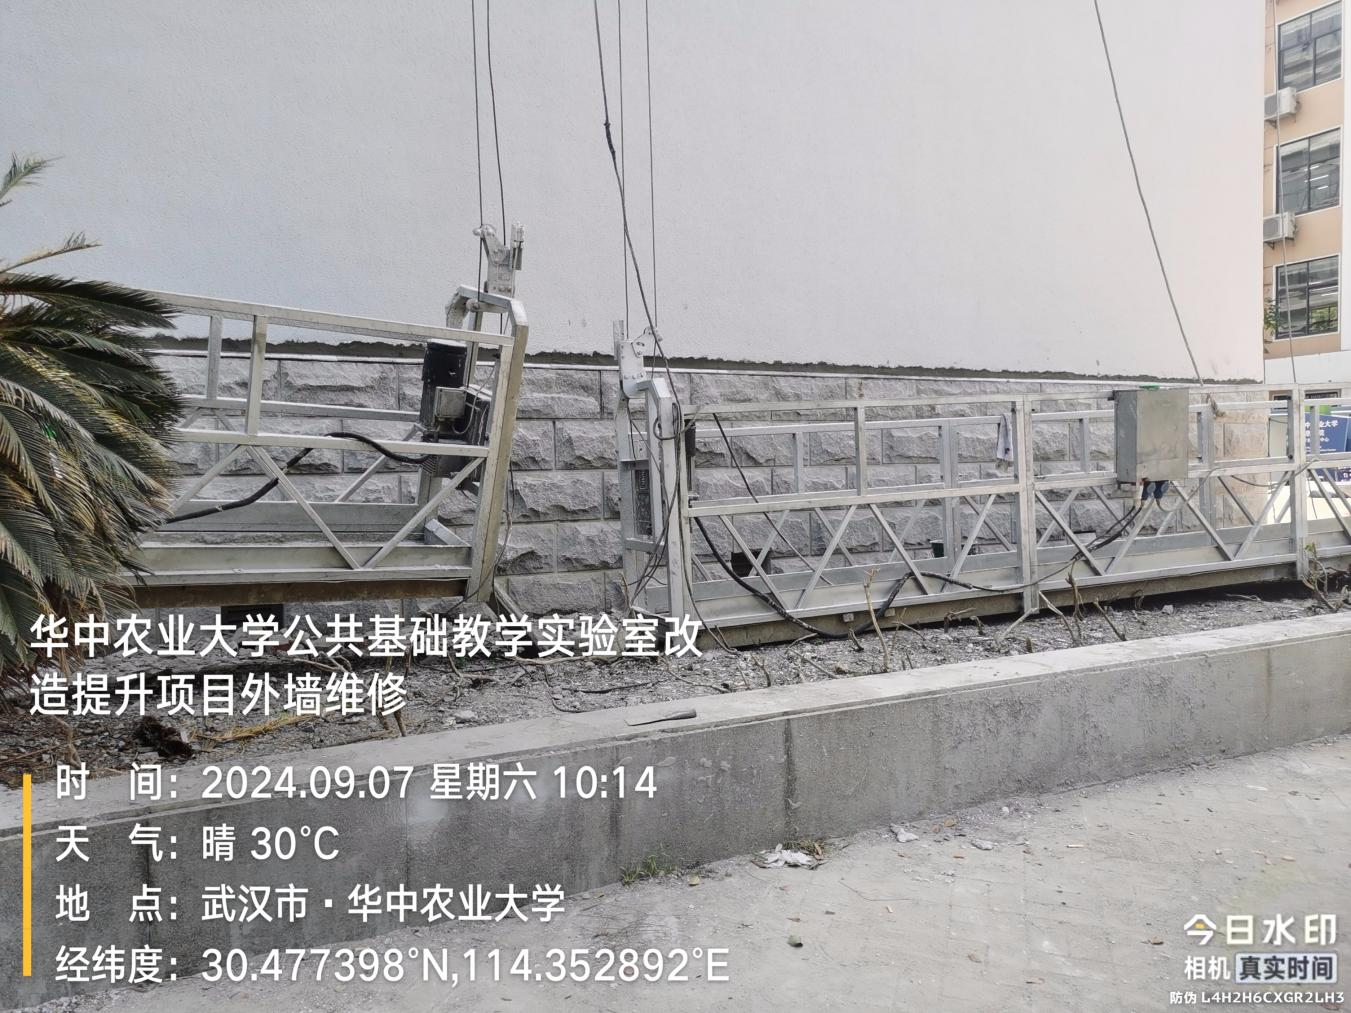 华中农业大学公共基础教学实验室改
造提升项目外墙维修
时 间：2024.09.07 星期六 10:14
天 气：晴 30°C
地 点：武汉市·华中农业大学
经纬度：30.477398°N,114.352892°E
今日水印
相机 真实时间
防伪 L4H2H6CXGR2LH3